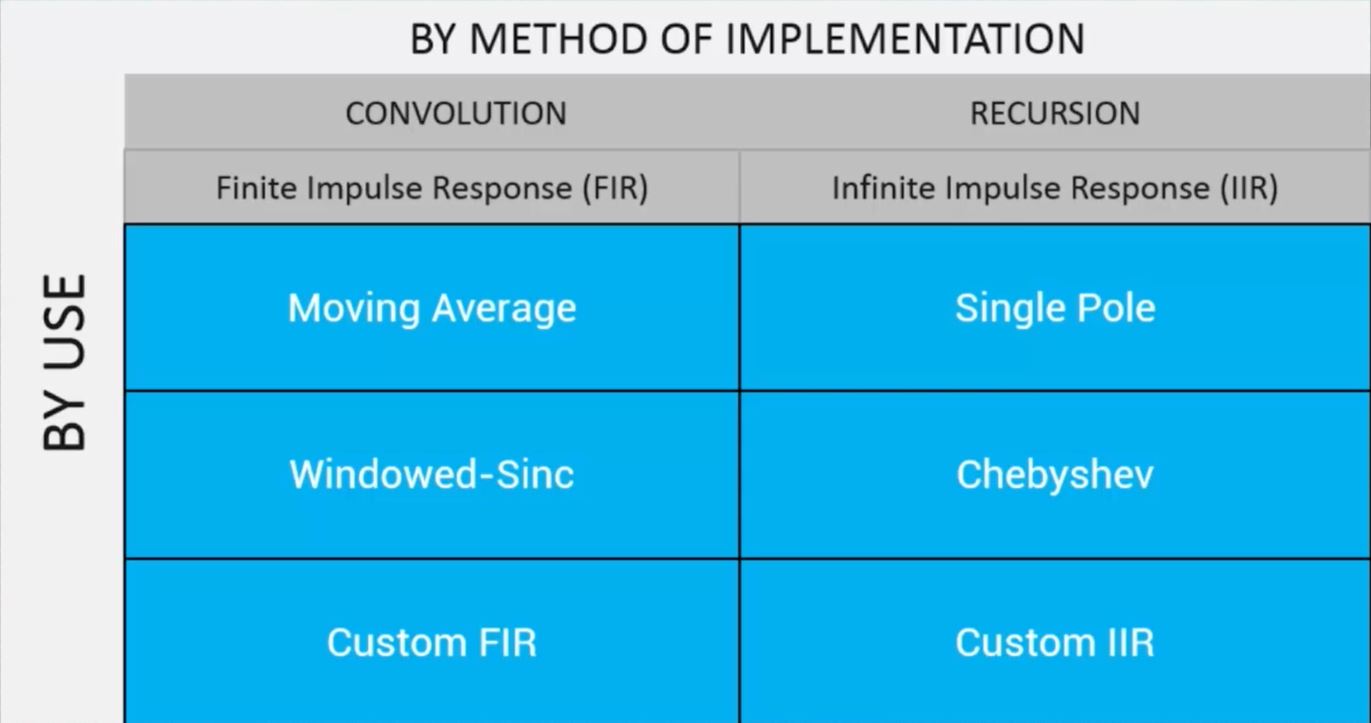 BY METHOD OF IMPLEMENTATION
CONVOLUTION
RECURSION
Finite Impulse Response (FIR)
Infinite Impulse Response (IIR)
BY USE
Moving Average
Single Pole
Windowed-Sinc
Chebyshev
Custom FIR
Custom IIR